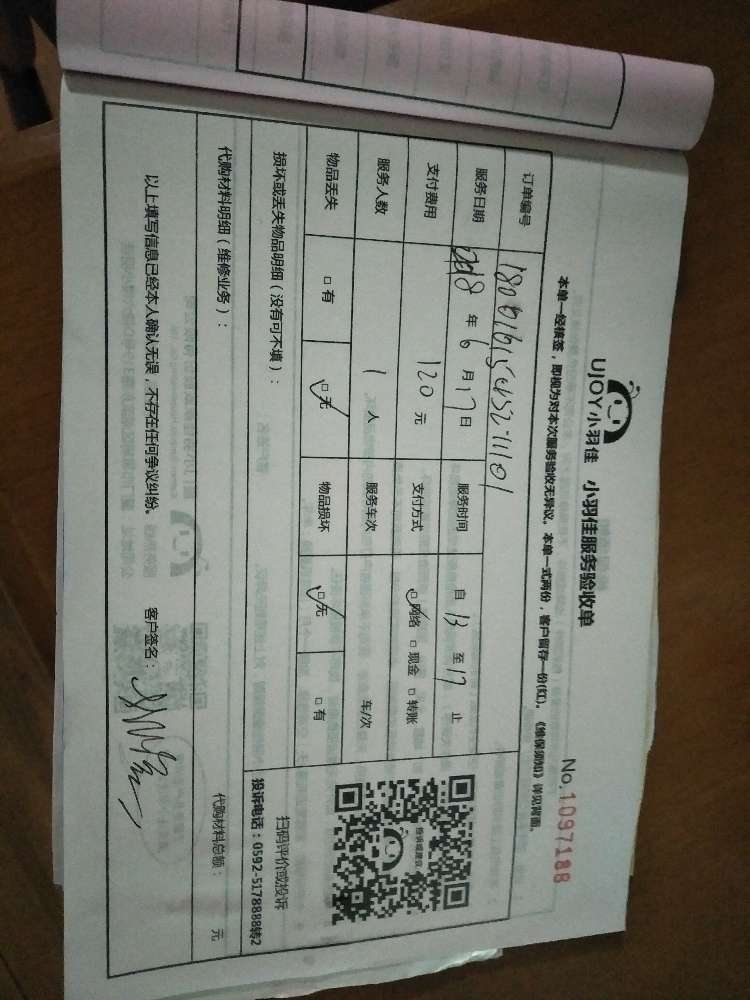 UJOY小羽佳 小羽佳服务验收单
No.1097188
本单一经核签,即视为对本次服务验收无异议。本单一式两份,客户留存一份(红)。《维保须知》详见背面。
订单编号
服务日期 2018 年 6 月 17 日 服务时间 自 13 至 17 止
支付费用 120 元 支付方式 ☑网络 □现金 □转账
服务人数 1 人 服务车次 车/次
物品丢失 □有 ☑无 物品损坏 ☑无 □有
扫码评价或投诉
投诉电话:0592-5178888转2
损坏或丢失物品明细(没有可不填):
代购材料明细(维修业务): 代购材料总额: 元
以上填写信息已经本人确认无误,不存在任何争议纠纷。 客户签名: